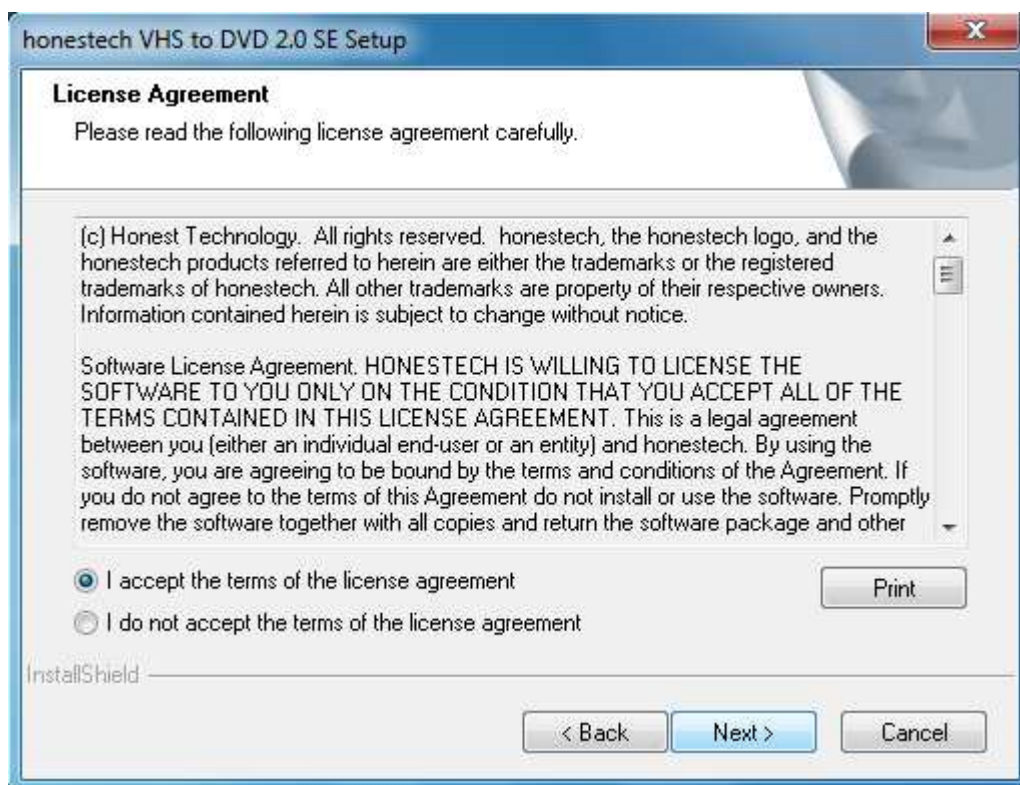 honestech VHS to DVD 2.0 SE Setup
License Agreement
Please read the following license agreement carefully.
(c) Honest Technology.  All rights reserved.  honestech, the honestech logo, and the
honestech products referred to herein are either the trademarks or the registered
trademarks of honestech. All other trademarks are property of their respective owners.
Information contained herein is subject to change without notice.
Software License Agreement. HONESTECH IS WILLING TO LICENSE THE
SOFTWARE TO YOU ONLY ON THE CONDITION THAT YOU ACCEPT ALL OF THE
TERMS CONTAINED IN THIS LICENSE AGREEMENT. This is a legal agreement
between you (either an individual end-user or an entity) and honestech. By using the
software, you are agreeing to be bound by the terms and conditions of the Agreement. If
you do not agree to the terms of this Agreement do not install or use the software. Promptly
remove the software together with all copies and return the software package and other
I accept the terms of the license agreement
Print
I do not accept the terms of the license agreement
InstallShield
< Back
Next >
Cancel